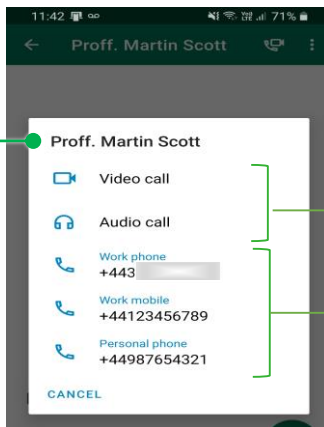 11:42 71%
Proff. Martin Scott
Proff. Martin Scott
Video call
Audio call
Work phone
+443
Work mobile
+44123456789
Personal phone
+44987654321
CANCEL